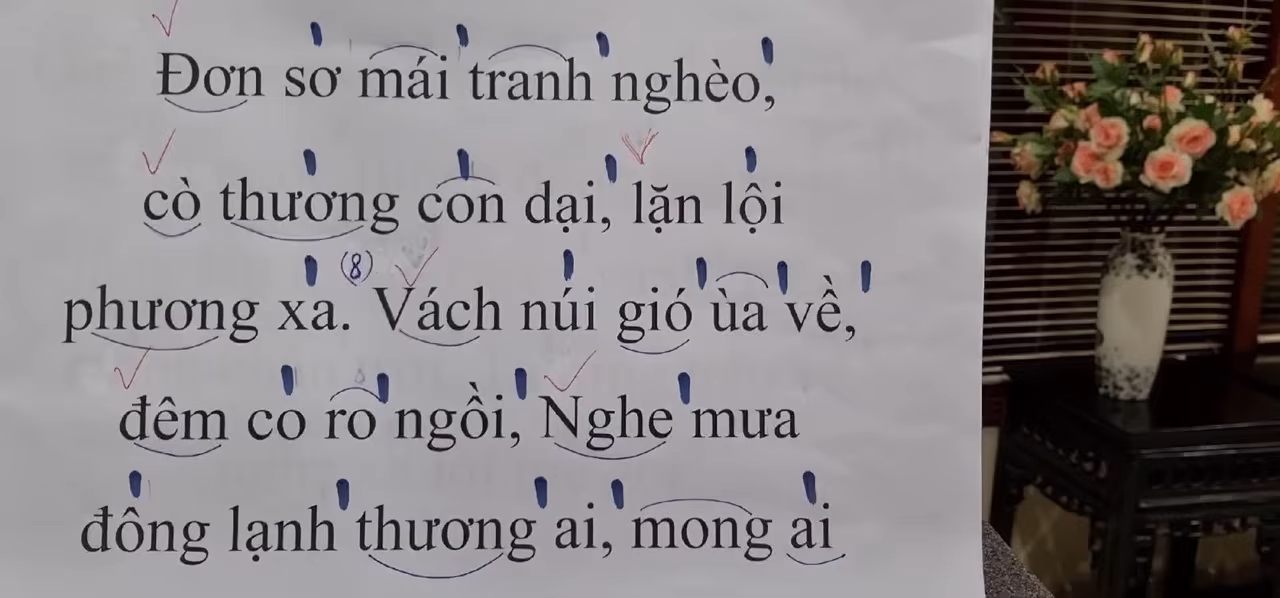 Đơn sơ mái tranh nghèo,
cò thương con dại, lặn lội
phương xa. (8) Vách núi gió ùa về,
đêm co ro ngồi, Nghe mưa
đông lạnh thương ai, mong ai